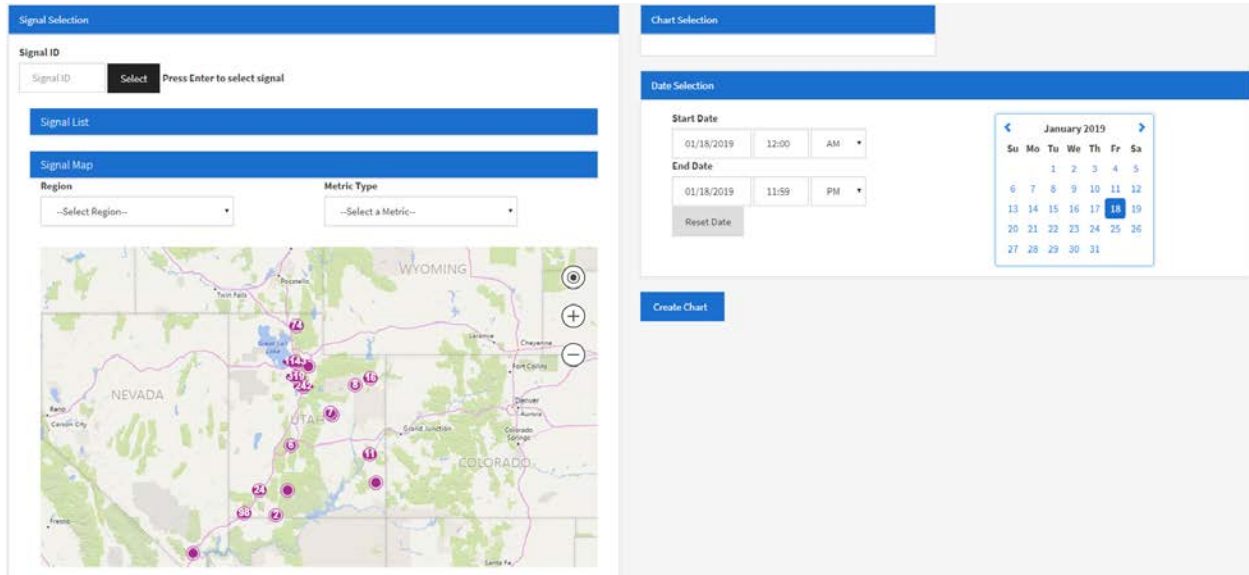 Signal Selection
Signal ID
Signal ID Select Press Enter to select signal
Signal List
Signal Map
Region Metric Type
--Select Region-- --Select a Metric--
WYOMING
Pocatello
Twin Falls
74
Great Salt
Lake
Laramie
Cheyenne
1143
319
242
8
16
Fort Collins
NEVADA
Reno
Carson City
Denver
Aurora
7
UTAH
Grand Junction
Colorado
Springs
6
11
COLORADO
24
98
2
Fresno
Santa Fe
Chart Selection
Date Selection
Start Date
01/18/2019 12:00 AM
End Date
01/18/2019 11:59 PM
Reset Date
January 2019
Su Mo Tu We Th Fr Sa
1 2 3 4 5
6 7 8 9 10 11 12
13 14 15 16 17 18 19
20 21 22 23 24 25 26
27 28 29 30 31
Create Chart